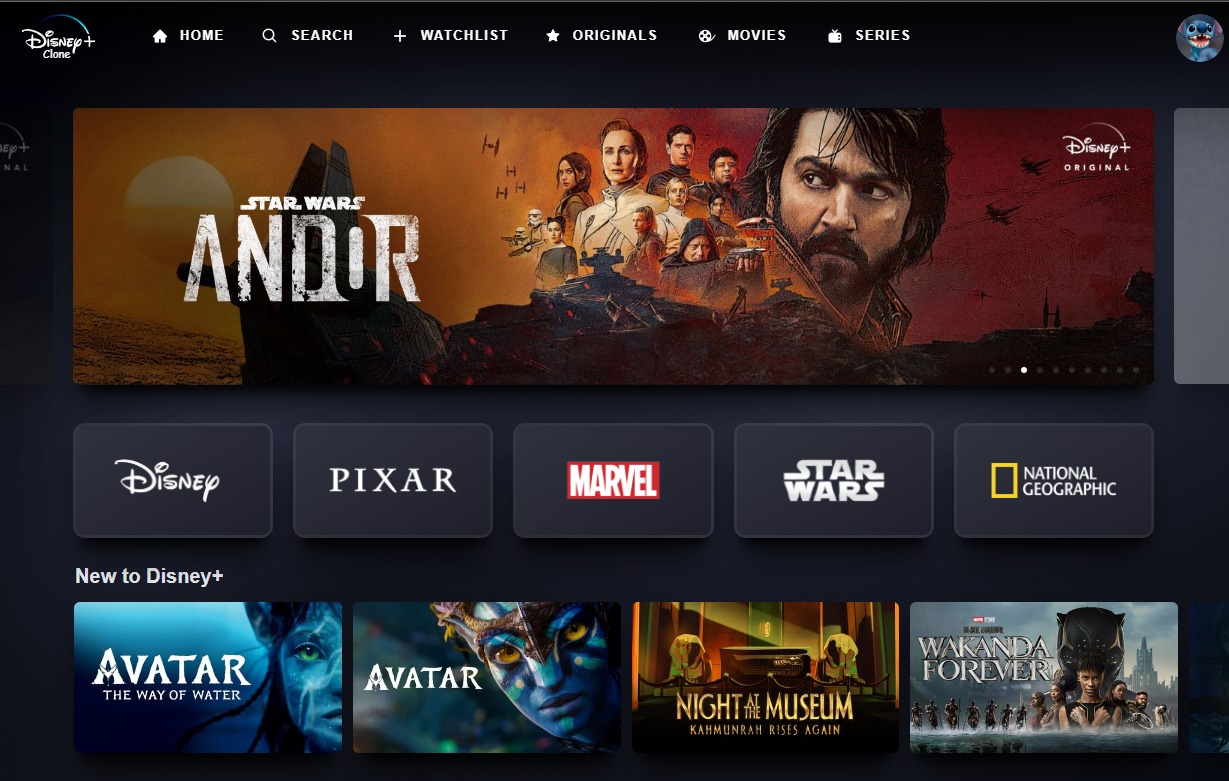 Disney+
Clone
HOME
SEARCH
WATCHLIST
ORIGINALS
MOVIES
SERIES
NAL
STAR WARS
ANDOR
Disney+
ORIGINAL
Disney
PIXAR
MARVEL
STAR
WARS
NATIONAL
GEOGRAPHIC
New to Disney+
AVATAR
THE WAY OF WATER
AVATAR
NIGHT AT THE MUSEUM
KAHMUNRAH RISES AGAIN
MARVEL STUDIOS
BLACK PANTHER
WAKANDA
FOREVER